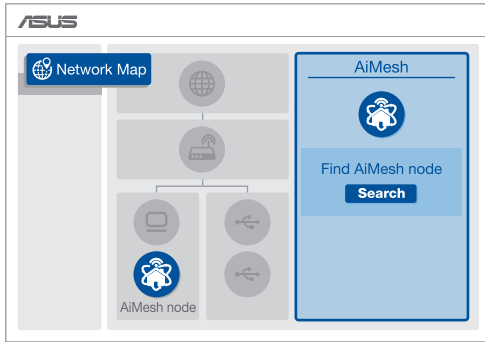 ASUS
Network Map
AiMesh
Find AiMesh node
Search
AiMesh node